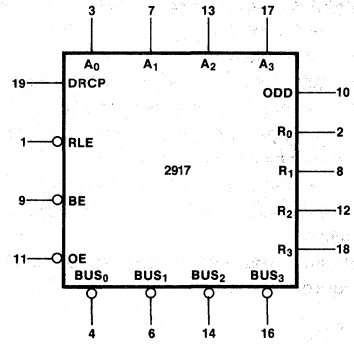 3 7 13 17
A0 A1 A2 A3
19 DRCP
ODD 10
1 RLE
R0 2
2917
R1 8
9 BE
R2 12
R3 18
11 OE
BUS0 BUS1 BUS2 BUS3
4 6 14 16